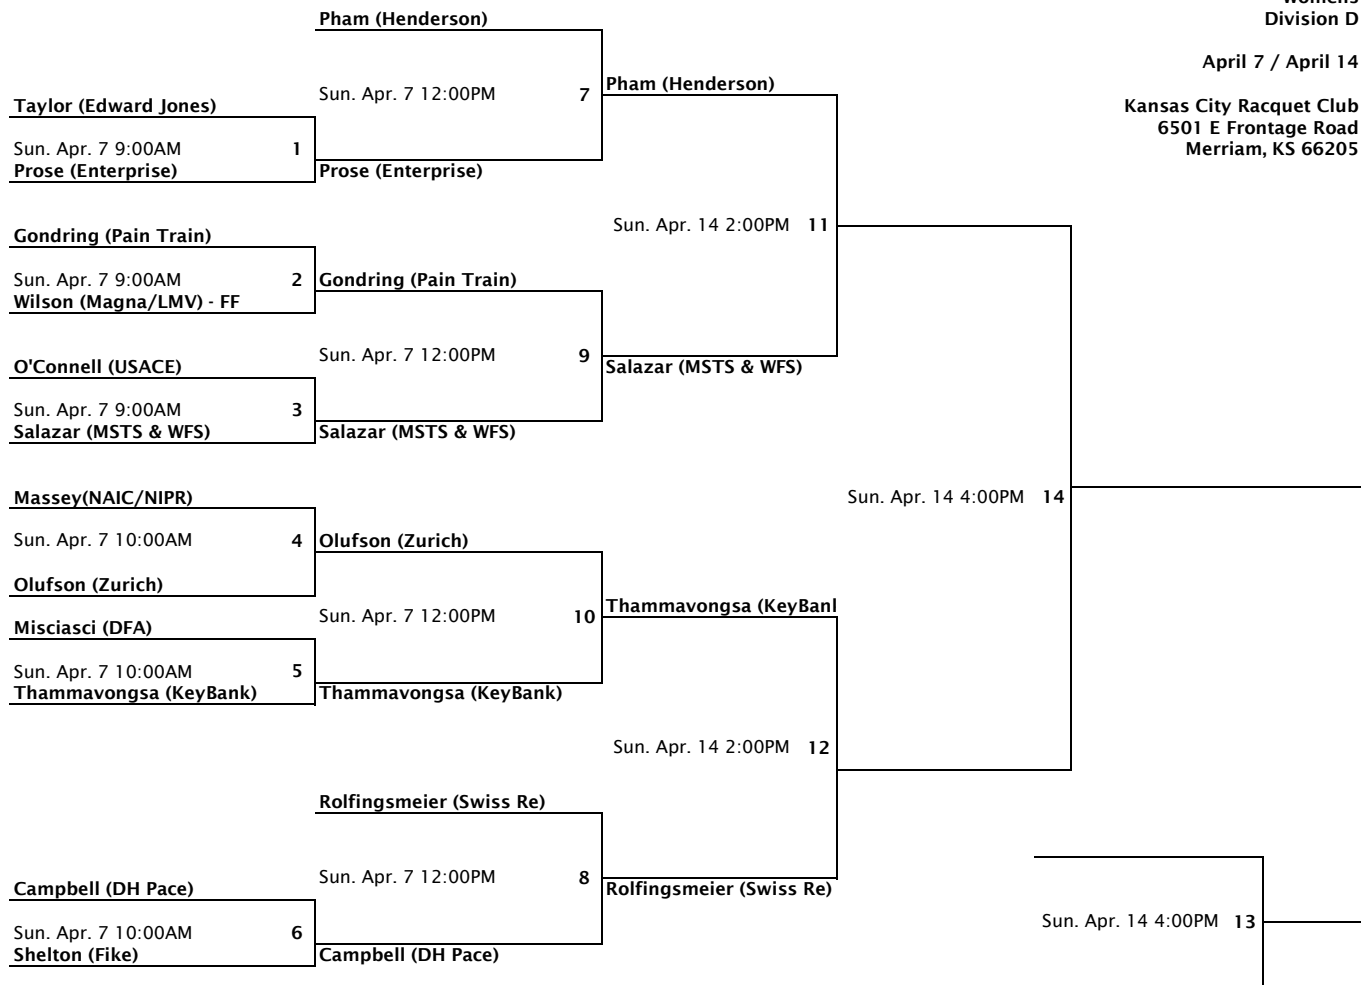 Womens
Division D
April 7 / April 14
Kansas City Racquet Club
6501 E Frontage Road
Merriam, KS 66205
Pham (Henderson)
Sun. Apr. 7 12:00PM 7
Pham (Henderson)
Taylor (Edward Jones)
Sun. Apr. 7 9:00AM 1
Prose (Enterprise)
Prose (Enterprise)
Sun. Apr. 14 2:00PM 11
Gondring (Pain Train)
Sun. Apr. 7 9:00AM 2
Gondring (Pain Train)
Wilson (Magna/LMV) - FF
Sun. Apr. 7 12:00PM 9
Salazar (MSTS & WFS)
O'Connell (USACE)
Sun. Apr. 7 9:00AM 3
Salazar (MSTS & WFS)
Salazar (MSTS & WFS)
Massey(NAIC/NIPR)
Sun. Apr. 14 4:00PM 14
Sun. Apr. 7 10:00AM 4
Olufson (Zurich)
Olufson (Zurich)
Sun. Apr. 7 12:00PM 10
Thammavongsa (KeyBanl
Misciasci (DFA)
Sun. Apr. 7 10:00AM 5
Thammavongsa (KeyBank)
Thammavongsa (KeyBank)
Sun. Apr. 14 2:00PM 12
Rolfingsmeier (Swiss Re)
Sun. Apr. 7 12:00PM 8
Rolfingsmeier (Swiss Re)
Campbell (DH Pace)
Sun. Apr. 7 10:00AM 6
Shelton (Fike)
Campbell (DH Pace)
Sun. Apr. 14 4:00PM 13